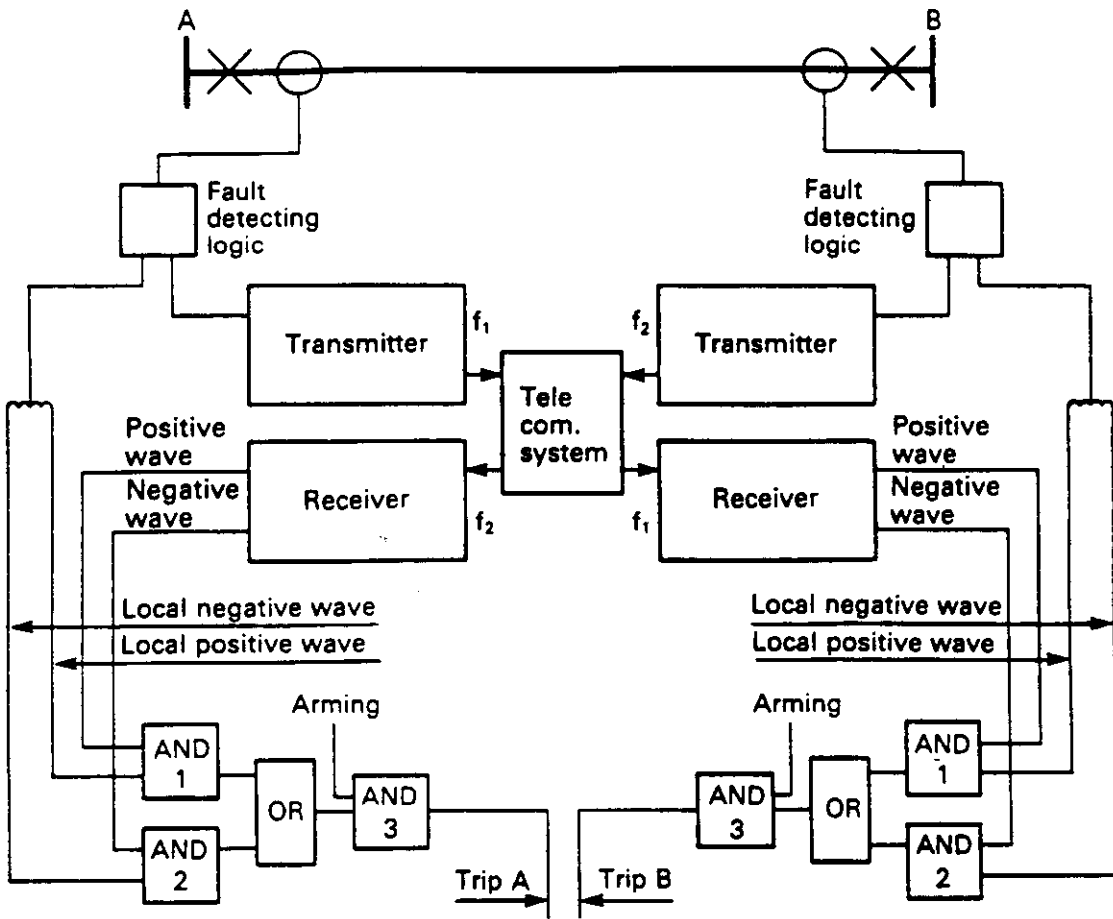 A
B
Fault
detecting
logic
Fault
detecting
logic
Transmitter
f₁
f₂
Transmitter
Tele
com.
system
Positive
wave
Negative
wave
Receiver
f₂
f₁
Receiver
Positive
wave
Negative
wave
Local negative wave
Local positive wave
Local negative wave
Local positive wave
Arming
Arming
AND
1
OR
AND
3
AND
2
AND
3
OR
AND
1
AND
2
Trip A
Trip B